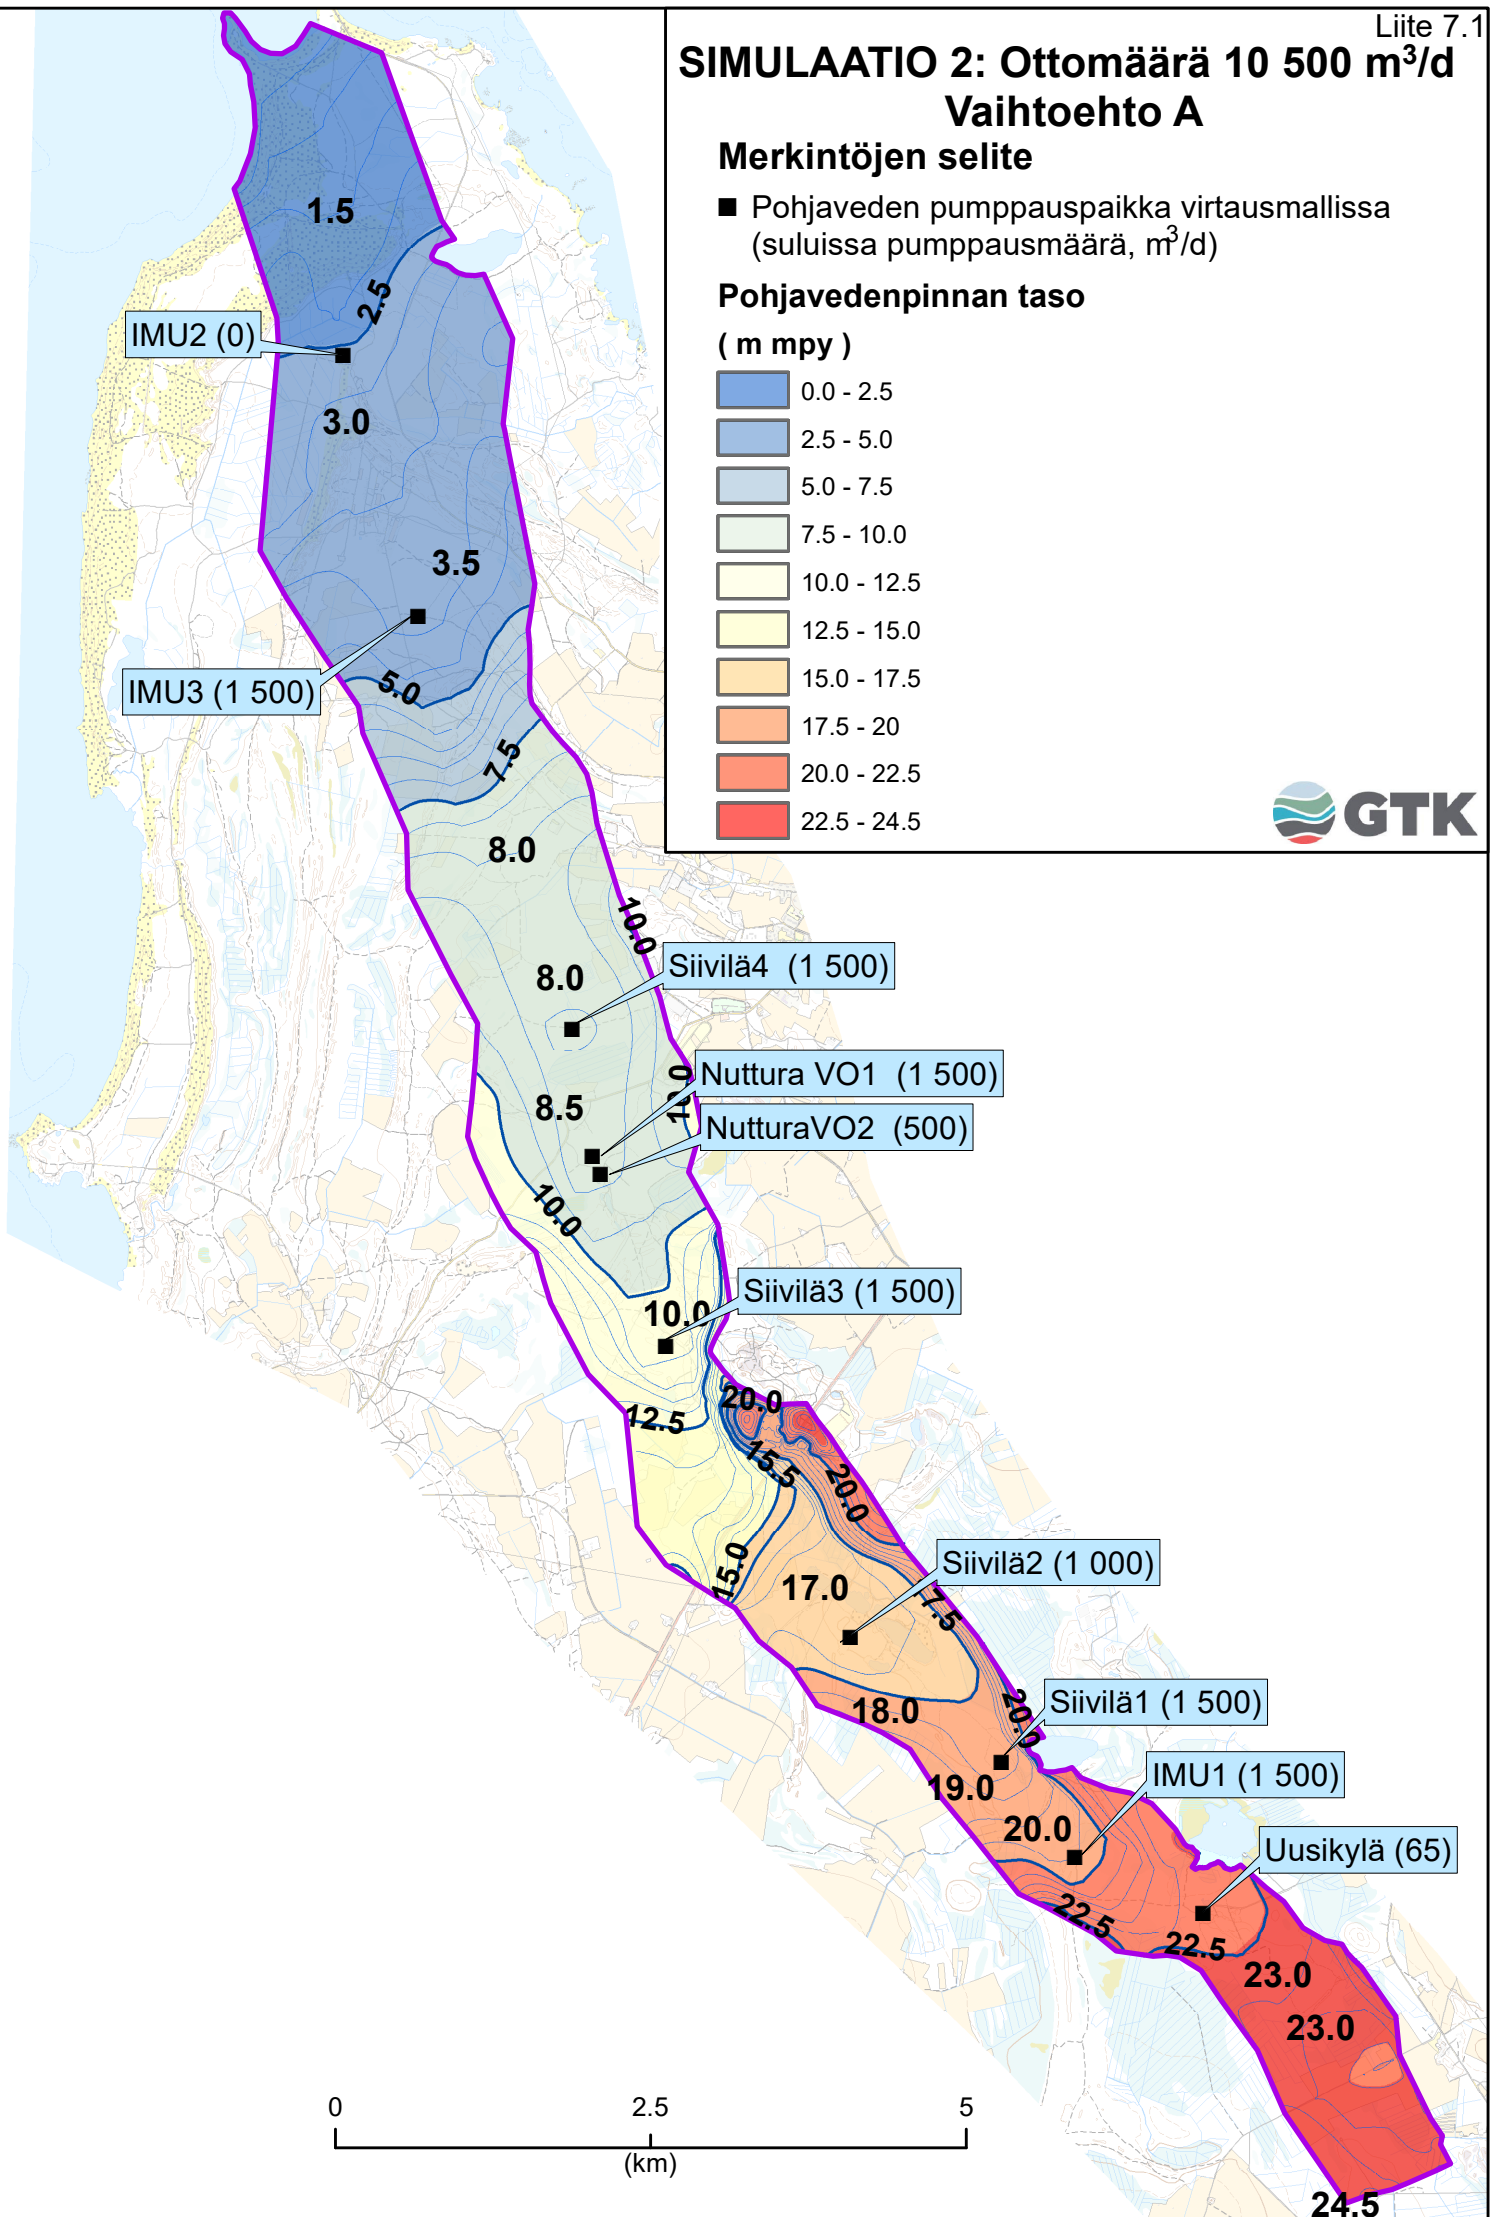 Liite 7.1
SIMULAATIO 2: Ottomäärä 10 500 m³/d
Vaihtoehto A
Merkintöjen selite
Pohjaveden pumppauspaikka virtausmallissa
(suluissa pumppausmäärä, m³/d)
Pohjavedenpinnan taso
( m mpy )
0.0 - 2.5
2.5 - 5.0
5.0 - 7.5
7.5 - 10.0
10.0 - 12.5
12.5 - 15.0
15.0 - 17.5
17.5 - 20
20.0 - 22.5
22.5 - 24.5
GTK
1.5
2.5
IMU2 (0)
3.0
3.5
IMU3 (1 500)
5.0
7.5
8.0
10.0
8.0
Siivilä4 (1 500)
Nuttura VO1 (1 500)
10.0
8.5
NutturaVO2 (500)
10.0
Siivilä3 (1 500)
10.0
20.0
12.5
15.5
20.0
15.0
Siivilä2 (1 000)
17.0
17.5
18.0
20.0
Siivilä1 (1 500)
19.0
IMU1 (1 500)
20.0
Uusikylä (65)
22.5
22.5
23.0
23.0
24.5
0
2.5
5
(km)